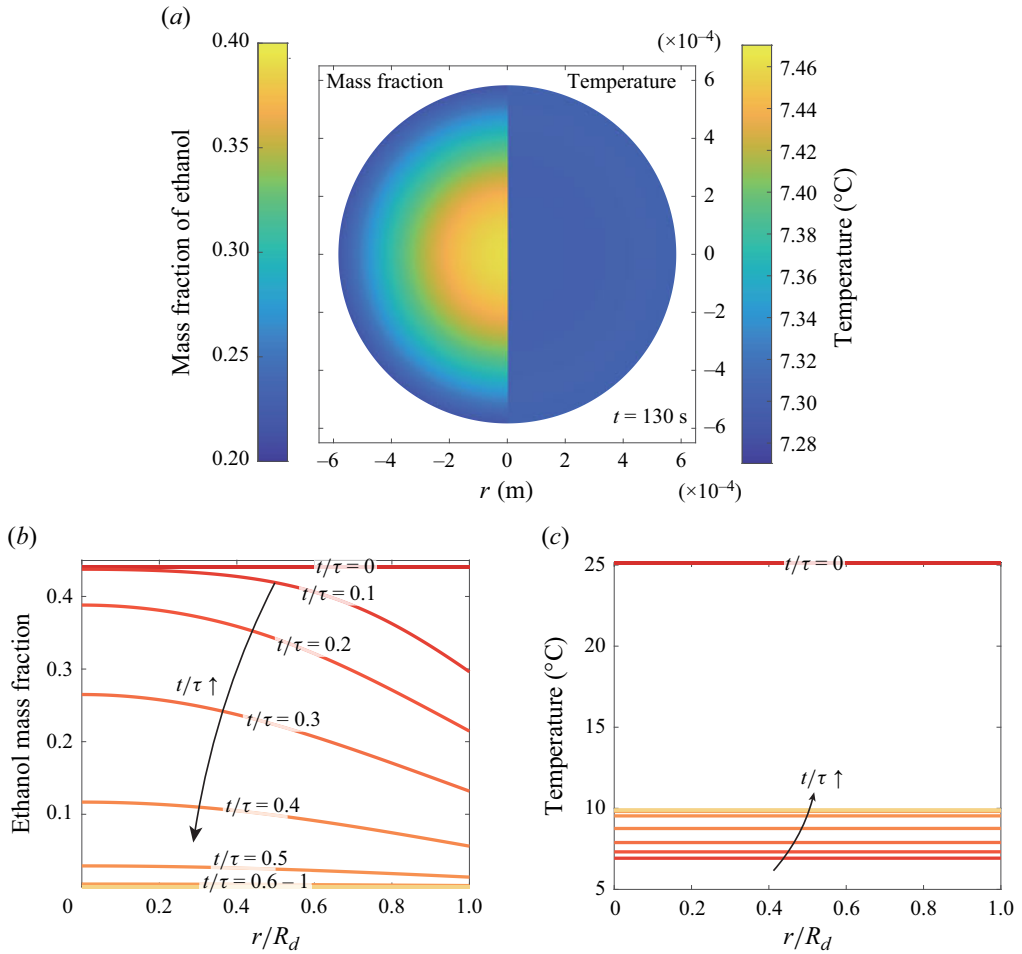 (a)
0.40
0.35
0.30
0.25
0.20
Mass fraction of ethanol
Mass fraction
Temperature
t = 130 s
–6 –4 –2 0 2 4 6
r (m)
(×10–4)
(×10–4)
6
4
2
0
–2
–4
–6
7.46
7.44
7.42
7.40
7.38
7.36
7.34
7.32
7.30
7.28
Temperature (°C)
(b)
0.4
0.3
0.2
0.1
0 0.2 0.4 0.6 0.8 1.0
Ethanol mass fraction
r/Rd
t/τ = 0
t/τ = 0.1
t/τ = 0.2
t/τ ↑
t/τ = 0.3
t/τ = 0.4
t/τ = 0.5
t/τ = 0.6 – 1
(c)
25
20
15
10
5
0 0.2 0.4 0.6 0.8 1.0
Temperature (°C)
r/Rd
t/τ = 0
t/τ ↑